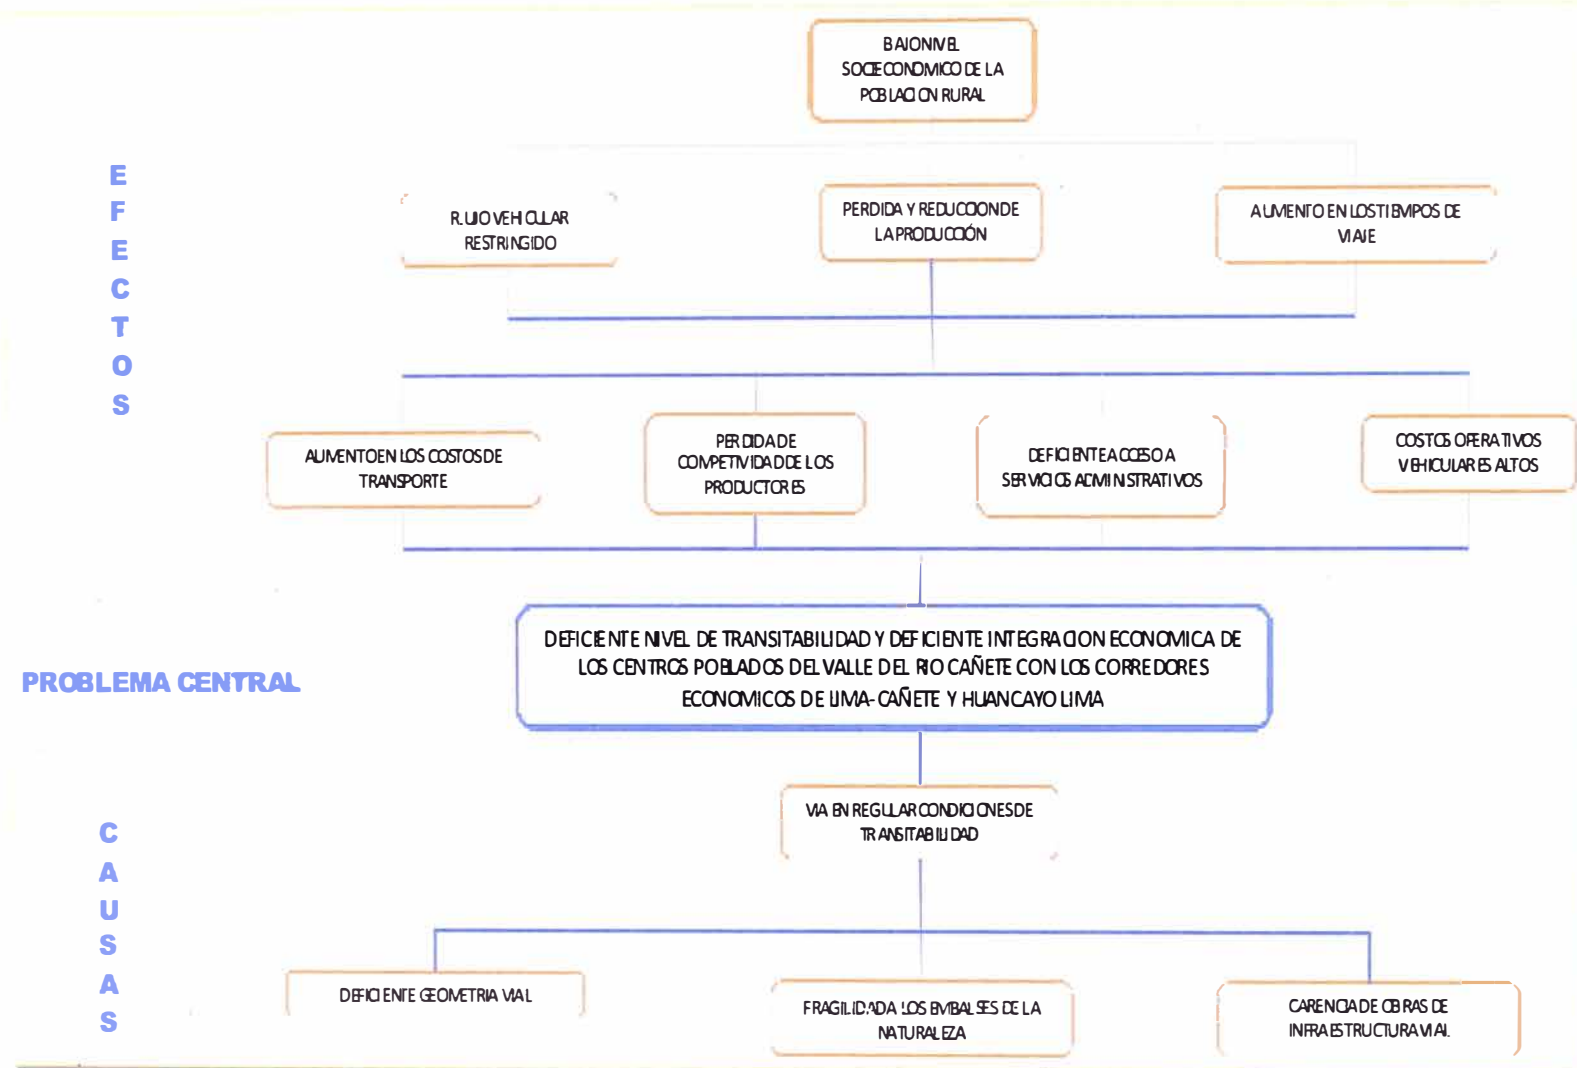 BAJO NIVEL
SOCIECONOMICO DE LA
POBLACION RURAL
EFECTOS
FLUJO VEHICULAR
RESTRINGIDO
PERDIDA Y REDUCCION DE
LA PRODUCCIÓN
AUMENTO EN LOS TIEMPOS DE
VIAJE
AUMENTO EN LOS COSTOS DE
TRANSPORTE
PERDIDA DE
COMPETIVIDAD DE LOS
PRODUCTORES
DEFICIENTE ACCESO A
SERVICIOS ADMINISTRATIVOS
COSTOS OPERATIVOS
VEHICULARES ALTOS
PROBLEMA CENTRAL
DEFICIENTE NIVEL DE TRANSITABILIDAD Y DEFICIENTE INTEGRACION ECONOMICA DE
LOS CENTROS POBLADOS DEL VALLE DEL RIO CAÑETE CON LOS CORREDORES
ECONOMICOS DE LIMA-CAÑETE Y HUANCAYO LIMA
CAUSAS
VIA EN REGULAR CONDICIONES DE
TRANSITABILIDAD
DEFICIENTE GEOMETRIA VIAL
FRAGILIDAD A LOS EMBALSES DE LA
NATURALEZA
CARENCIA DE OBRAS DE
INFRAESTRUCTURA VIAL